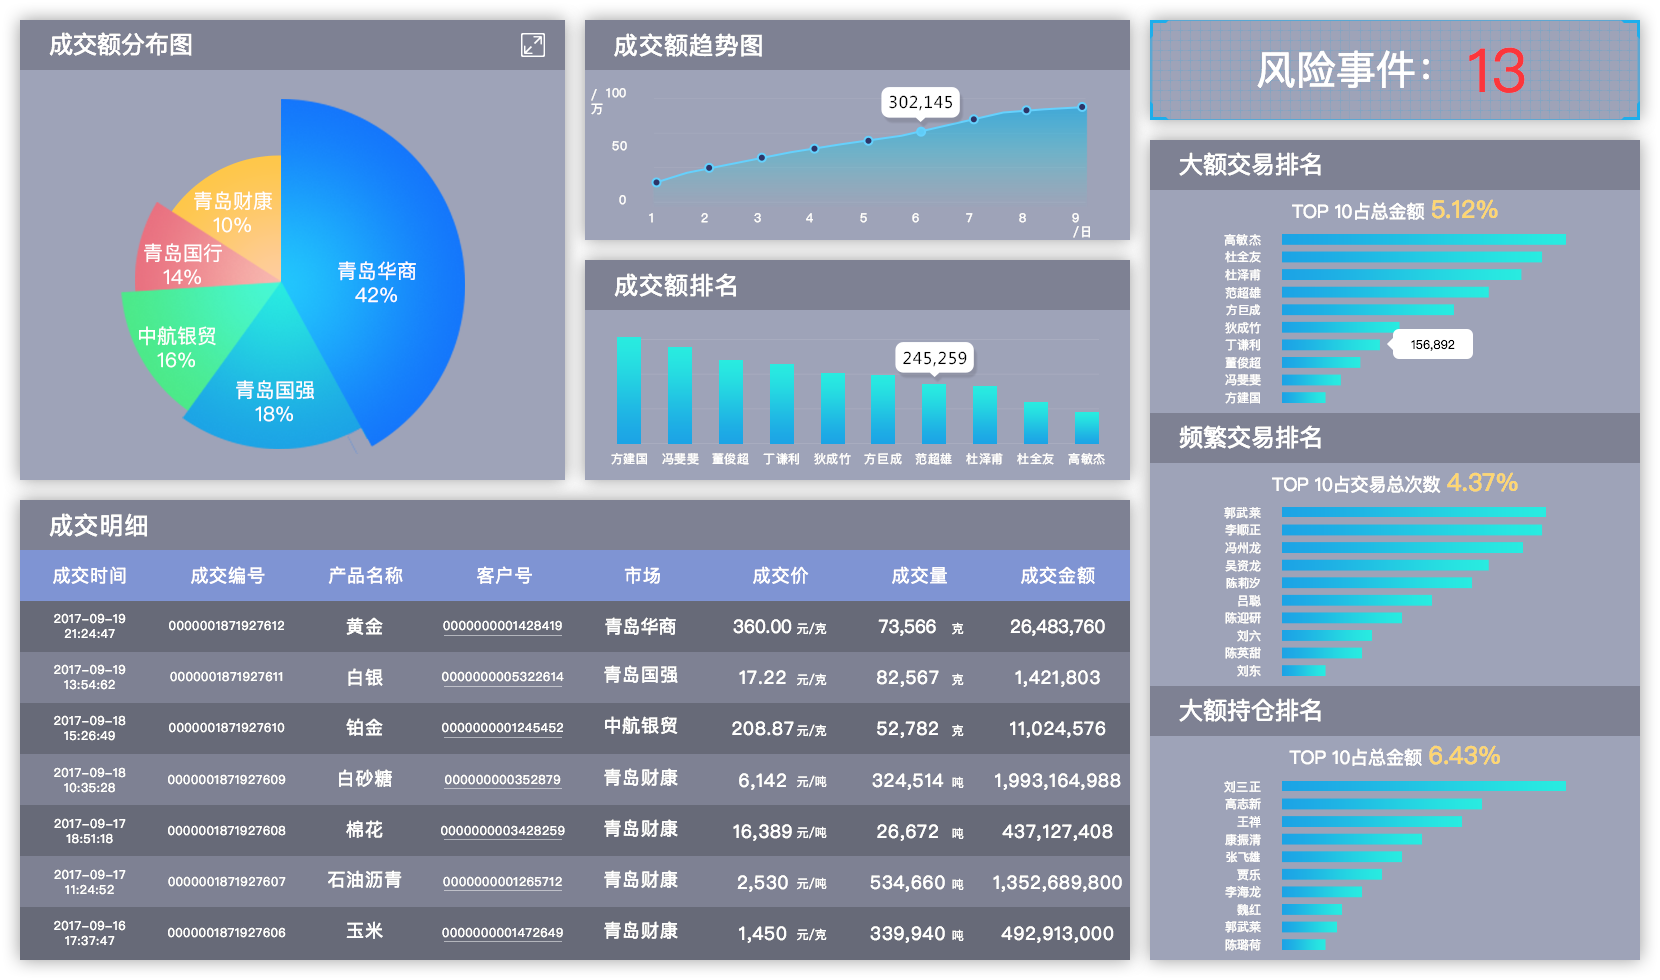 成交额分布图
青岛财康
10%
青岛国行
14%
青岛华商
42%
中航银贸
16%
青岛国强
18%
成交额趋势图
/万
100
50
0
302,145
1 2 3 4 5 6 7 8 9
/日
成交额排名
245,259
方建国 冯斐斐 董俊超 丁谦利 狄成竹 方巨成 范超雄 杜泽甫 杜全友 高敏杰
风险事件： 13
大额交易排名
TOP 10占总金额 5.12%
高敏杰
杜全友
杜泽甫
范超雄
方巨成
狄成竹
丁谦利 156,892
董俊超
冯斐斐
方建国
频繁交易排名
TOP 10占交易总次数 4.37%
郭武莱
李顺正
冯州龙
吴资龙
陈莉汐
吕聪
陈迎研
刘六
陈英甜
刘东
大额持仓排名
TOP 10占总金额 6.43%
刘三正
高志新
王禅
康振清
张飞雄
贾乐
李海龙
魏红
郭武莱
陈璐荷
成交明细
成交时间 成交编号 产品名称 客户号 市场 成交价 成交量 成交金额
2017-09-19 21:24:47 0000001871927612 黄金 0000000001428419 青岛华商 360.00 元/克 73,566 克 26,483,760
2017-09-19 13:54:62 0000001871927611 白银 0000000005322614 青岛国强 17.22 元/克 82,567 克 1,421,803
2017-09-18 15:26:49 0000001871927610 铂金 0000000001245452 中航银贸 208.87 元/克 52,782 克 11,024,576
2017-09-18 10:35:28 0000001871927609 白砂糖 000000000352879 青岛财康 6,142 元/吨 324,514 吨 1,993,164,988
2017-09-17 18:51:18 0000001871927608 棉花 0000000003428259 青岛财康 16,389 元/吨 26,672 吨 437,127,408
2017-09-17 11:24:52 0000001871927607 石油沥青 0000000001265712 青岛财康 2,530 元/吨 534,660 吨 1,352,689,800
2017-09-16 17:37:47 0000001871927606 玉米 0000000001472649 青岛财康 1,450 元/克 339,940 吨 492,913,000